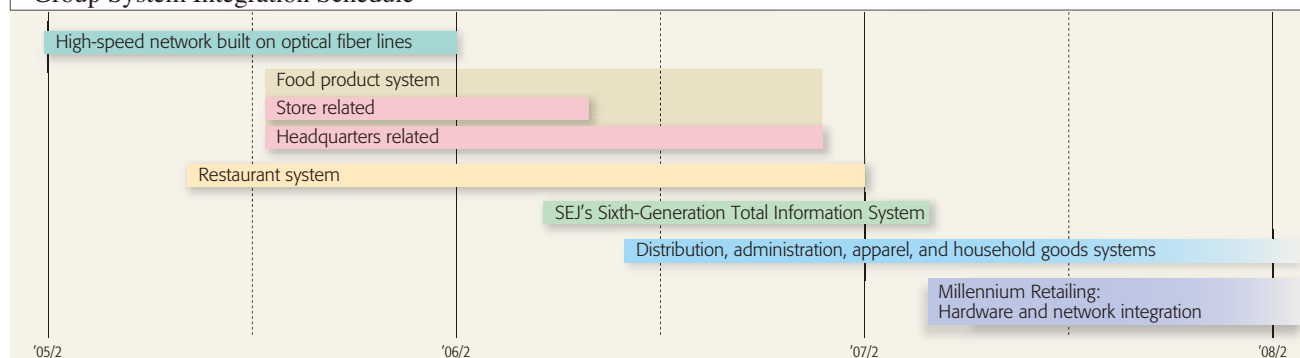 Group System Integration Schedule
High-speed network built on optical fiber lines
Food product system
Store related
Headquarters related
Restaurant system
SEJ's Sixth-Generation Total Information System
Distribution, administration, apparel, and household goods systems
Millennium Retailing:
Hardware and network integration
'05/2 '06/2 '07/2 '08/2